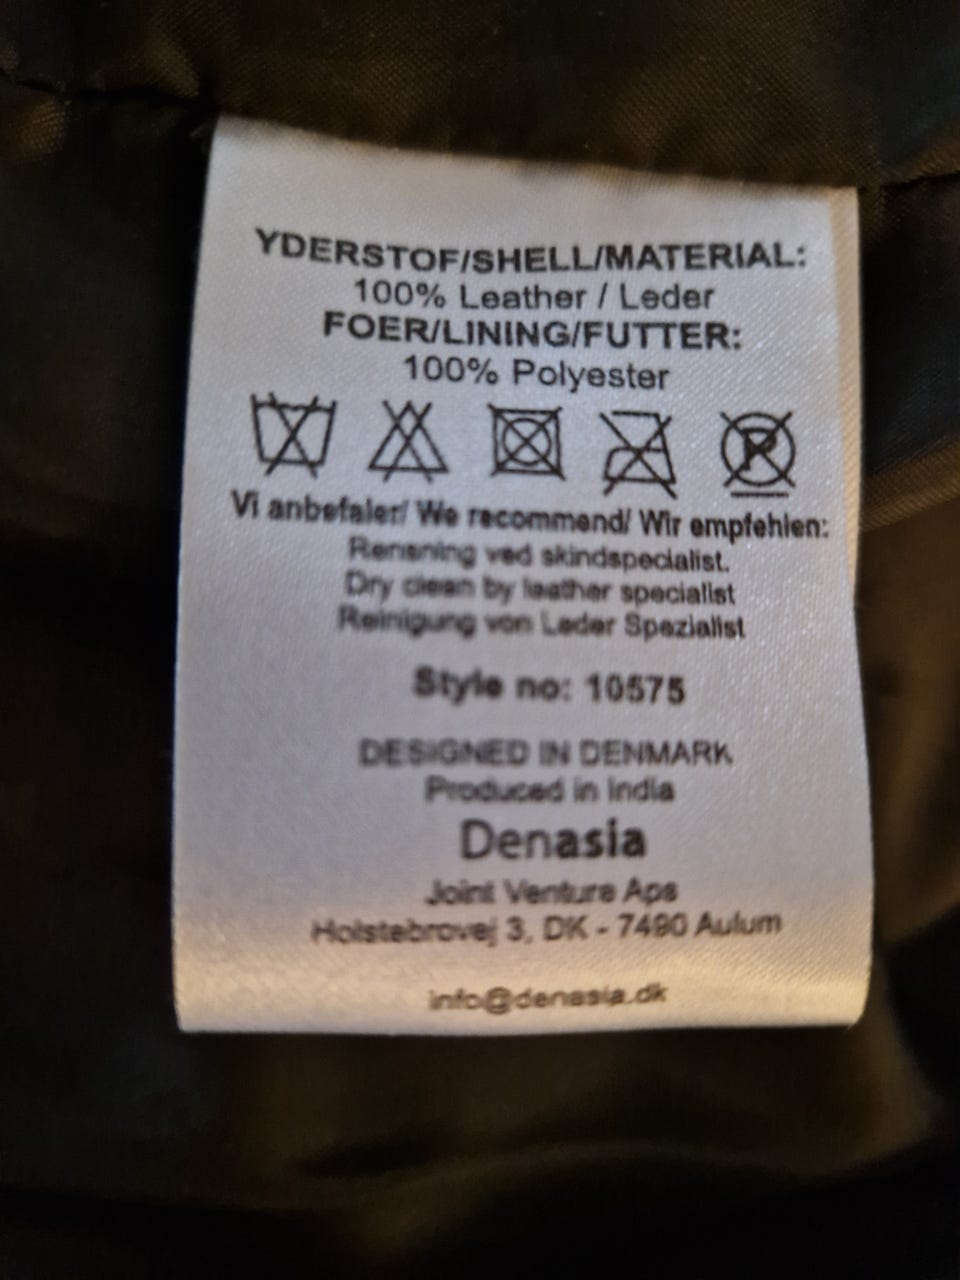 YDERSTOF/SHELL/MATERIAL:
100% Leather / Leder
FOER/LINING/FUTTER:
100% Polyester
P
Vi anbefaler/ We recommend/ Wir empfehlen:
Rensning ved skindspecialist.
Dry clean by leather specialist
Reinigung von Leder Spezialist
Style no: 10575
DESIGNED IN DENMARK
Produced in India
Denasia
Joint Venture Aps
Holstebrovej 3, DK - 7490 Aulum
info@denasia.dk